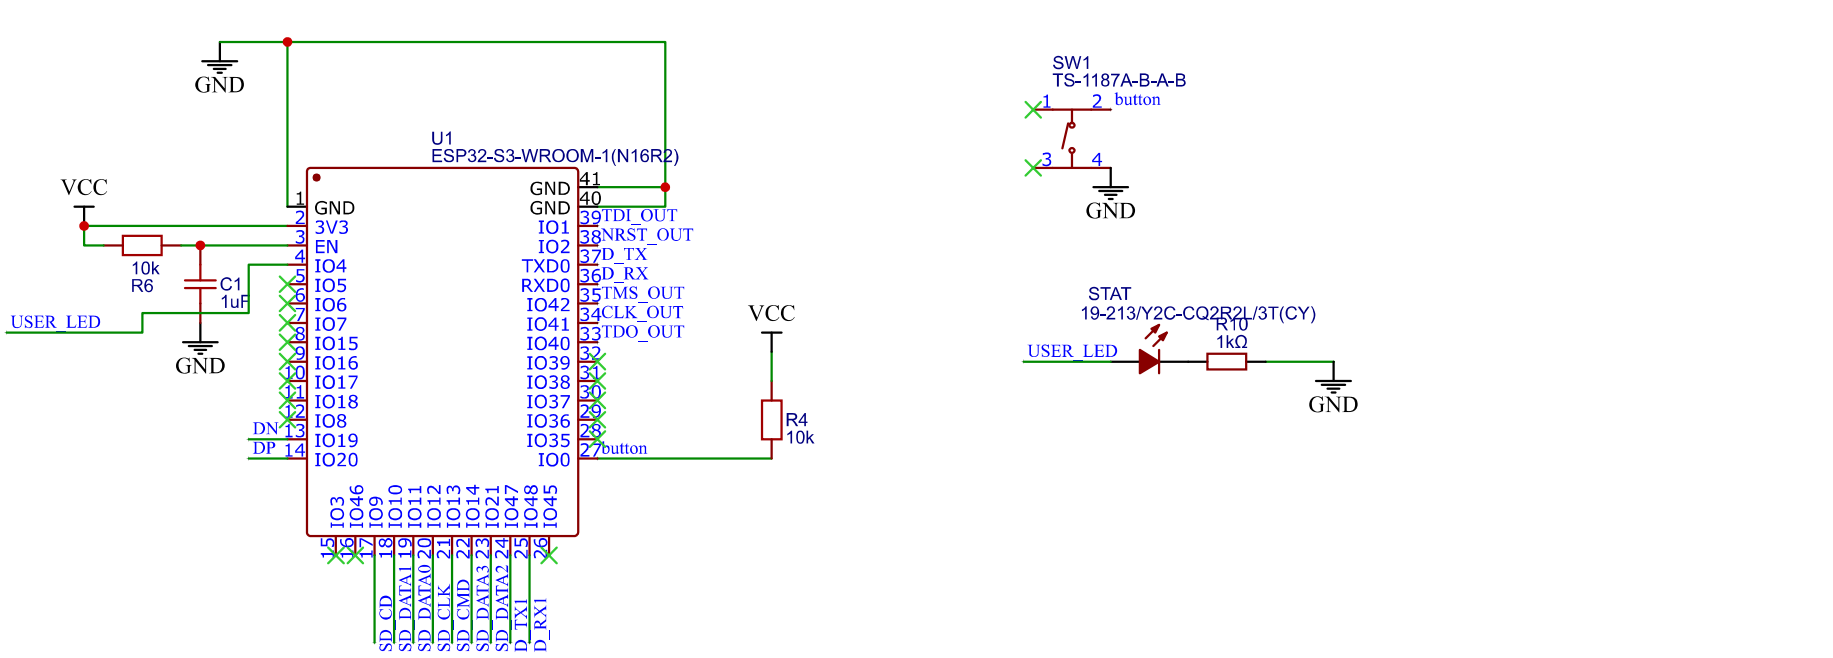 GND
U1
ESP32-S3-WROOM-1(N16R2)
VCC
1 GND
2 3V3
3 EN
4 IO4
5 IO5
6 IO6
7 IO7
8 IO15
9 IO16
10 IO17
11 IO18
12 IO8
DN 13 IO19
DP 14 IO20
10k
R6
C1
1uF
USER_LED
GND
GND 41
GND 40
IO1 39 TDI_OUT
IO2 38 NRST_OUT
TXD0 37 D_TX
RXD0 36 D_RX
IO42 35 TMS_OUT
IO41 34 CLK_OUT
IO40 33 TDO_OUT
IO39 32
IO38 31
IO37 30
IO36 29
IO35 28
IO0 27 button
VCC
R4
10k
IO3 15
IO46 16
IO9 17 SD_CD
IO10 18 SD_DATA1
IO11 19 SD_DATA0
IO12 20 SD_CLK
IO13 21 SD_CMD
IO14 22 SD_DATA3
IO21 23 SD_DATA2
IO47 24 D_TX1
IO48 25 D_RX1
IO45 26
SW1
TS-1187A-B-A-B
1 2 button
3 4
GND
STAT
19-213/Y2C-CQ2R2L/3T(CY)
R10
1kΩ
USER_LED
GND